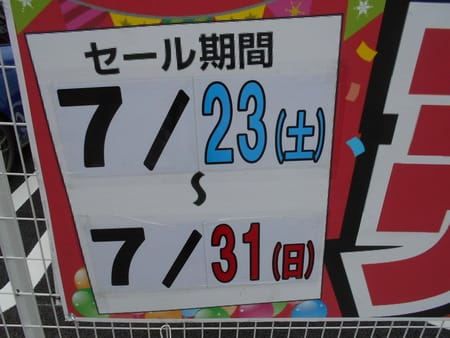 セール期間
7/23(土)
~
7/31(日)